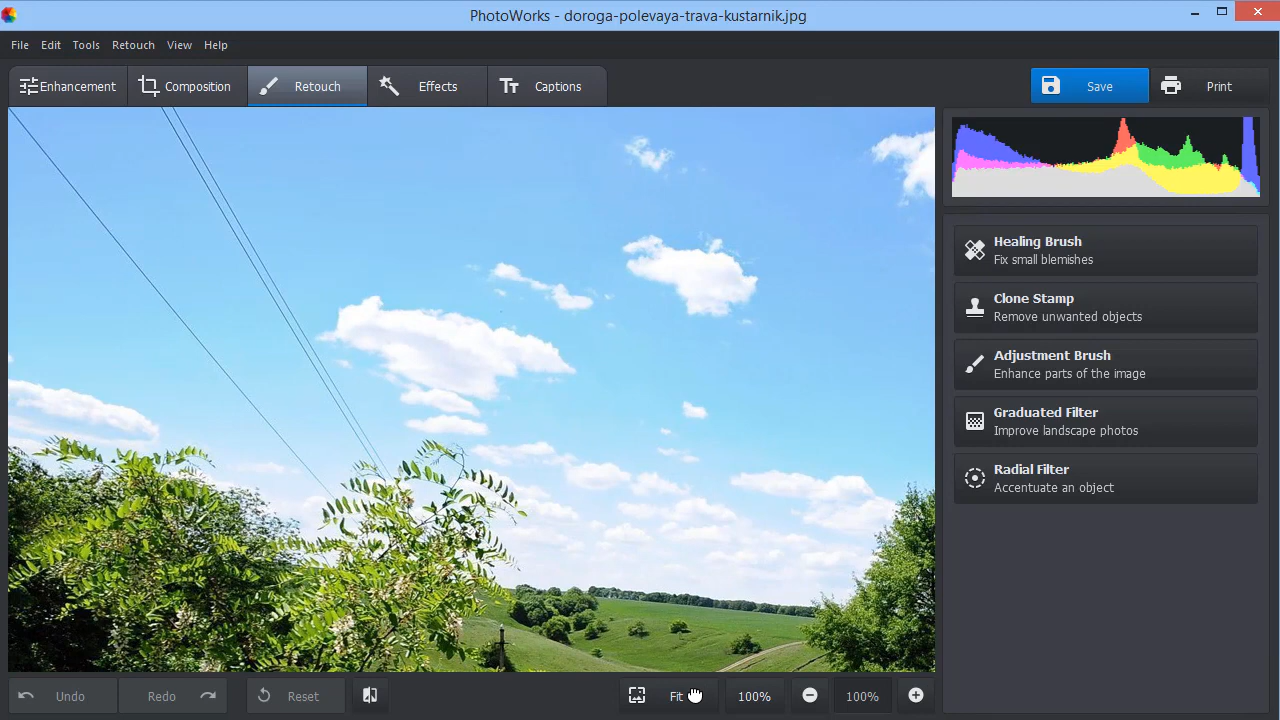 PhotoWorks - doroga-polevaya-trava-kustarnik.jpg
File Edit Tools Retouch View Help
Enhancement Composition Retouch Effects Captions Save Print
Healing Brush
Fix small blemishes
Clone Stamp
Remove unwanted objects
Adjustment Brush
Enhance parts of the image
Graduated Filter
Improve landscape photos
Radial Filter
Accentuate an object
Undo Redo Reset Fit 100% 100%